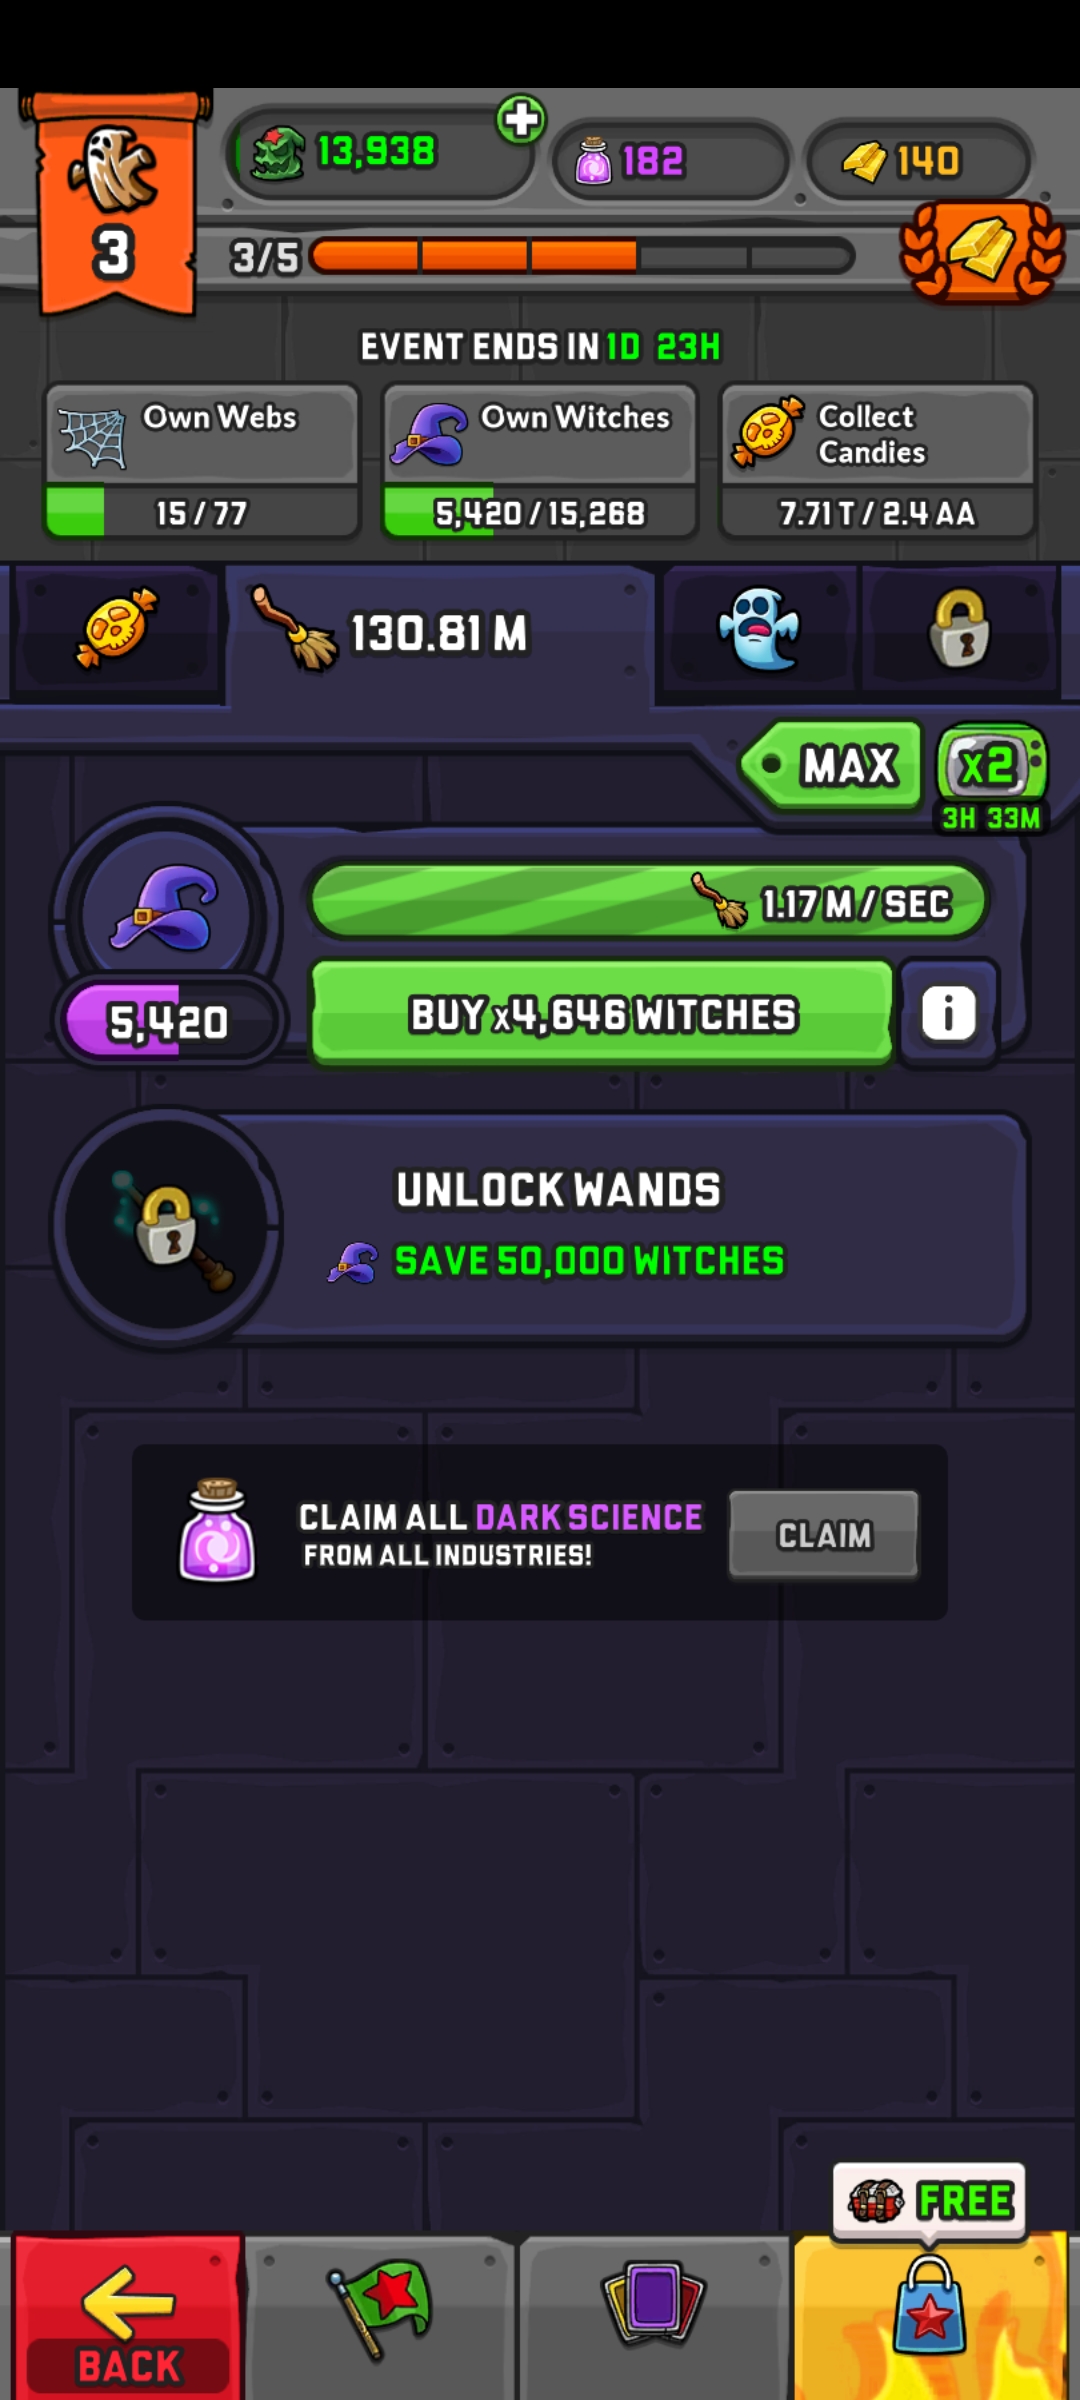 13,938
182
140
3
3/5
EVENT ENDS IN 1D 23H
Own Webs
15/77
Own Witches
5,420/15,268
Collect
Candies
7.71 T / 2.4 AA
130.81 M
MAX
x2
3H 33M
1.17 M / SEC
5,420
BUY x4,646 WITCHES
i
UNLOCK WANDS
SAVE 50,000 WITCHES
CLAIM ALL DARK SCIENCE
FROM ALL INDUSTRIES!
CLAIM
FREE
BACK